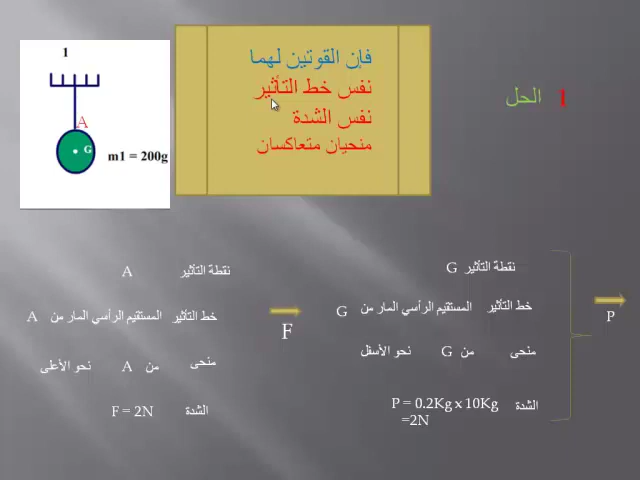 1 الحل
فإن القوتين لهما
نفس خط التأثير
نفس الشدة
منحيان متعاكسان
1
A
G
m1 = 200g
P
نقطة التأثير G
خط التأثير المستقيم الرأسي المار من G
منحى من G نحو الأسفل
الشدة P = 0.2Kg x 10Kg
=2N
F
نقطة التأثير A
خط التأثير المستقيم الرأسي المار من A
منحى من A نحو الأعلى
الشدة F = 2N